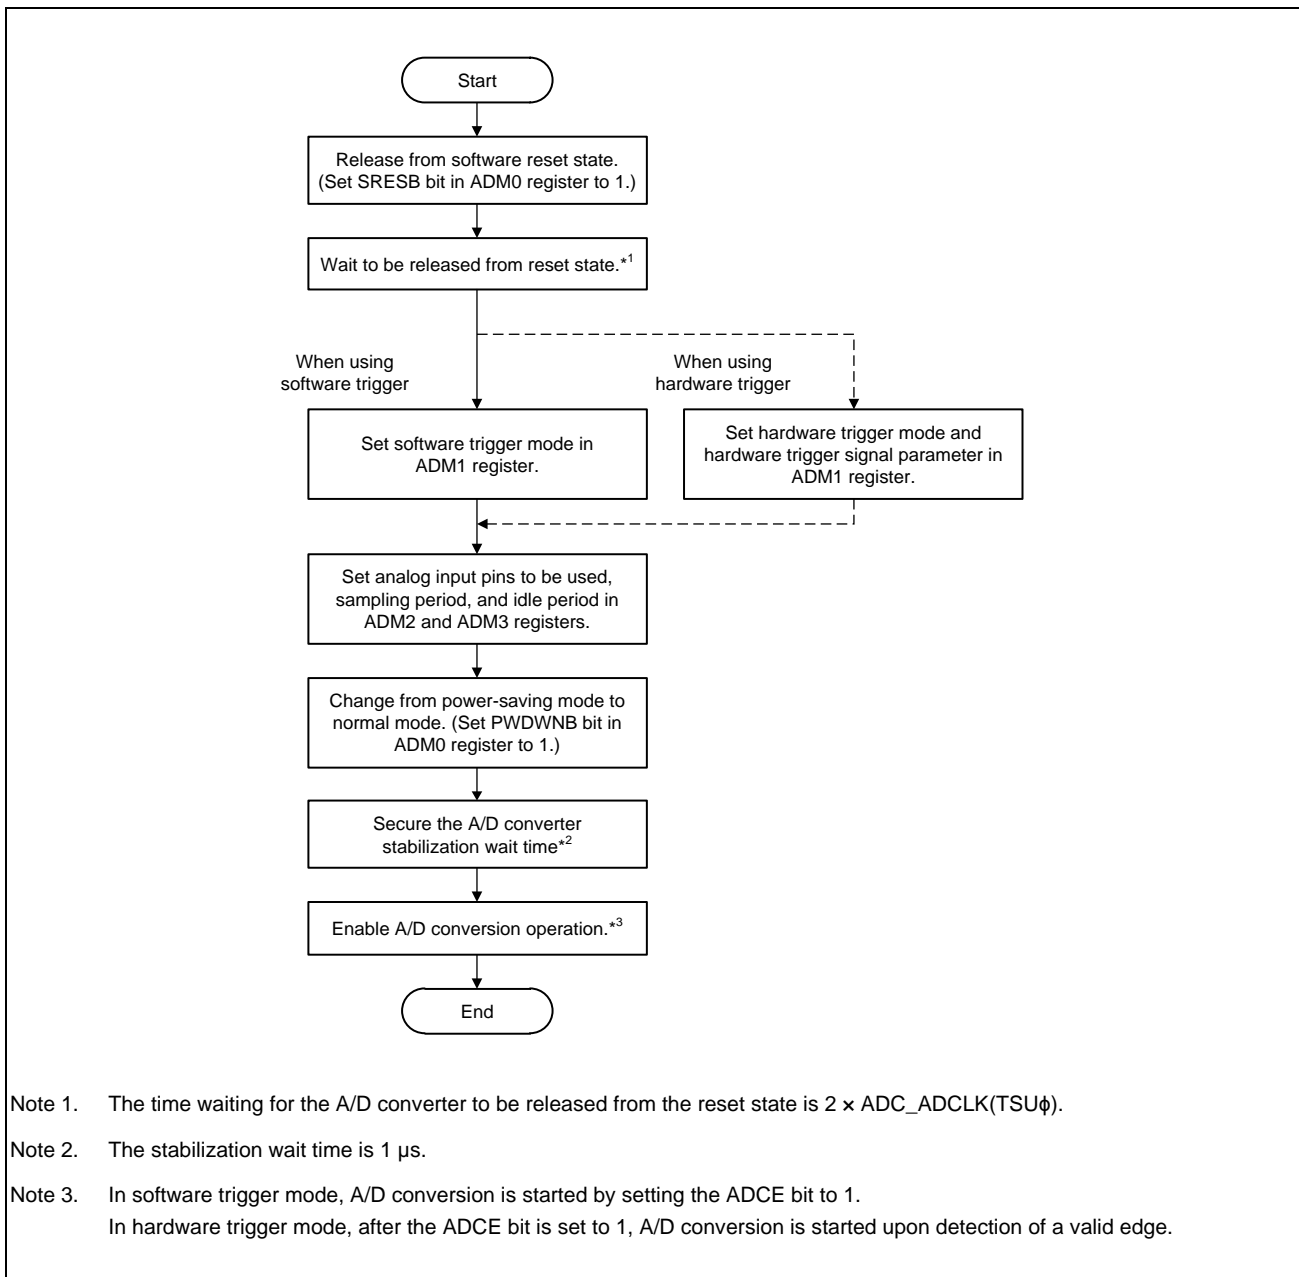 Start
Release from software reset state.
(Set SRESB bit in ADM0 register to 1.)
Wait to be released from reset state.*1
When using
software trigger
When using
hardware trigger
Set software trigger mode in
ADM1 register.
Set hardware trigger mode and
hardware trigger signal parameter in
ADM1 register.
Set analog input pins to be used,
sampling period, and idle period in
ADM2 and ADM3 registers.
Change from power-saving mode to
normal mode. (Set PWDWNB bit in
ADM0 register to 1.)
Secure the A/D converter
stabilization wait time*2
Enable A/D conversion operation.*3
End
Note 1. The time waiting for the A/D converter to be released from the reset state is 2 × ADC_ADCLK(TSUϕ).
Note 2. The stabilization wait time is 1 µs.
Note 3. In software trigger mode, A/D conversion is started by setting the ADCE bit to 1.
In hardware trigger mode, after the ADCE bit is set to 1, A/D conversion is started upon detection of a valid edge.